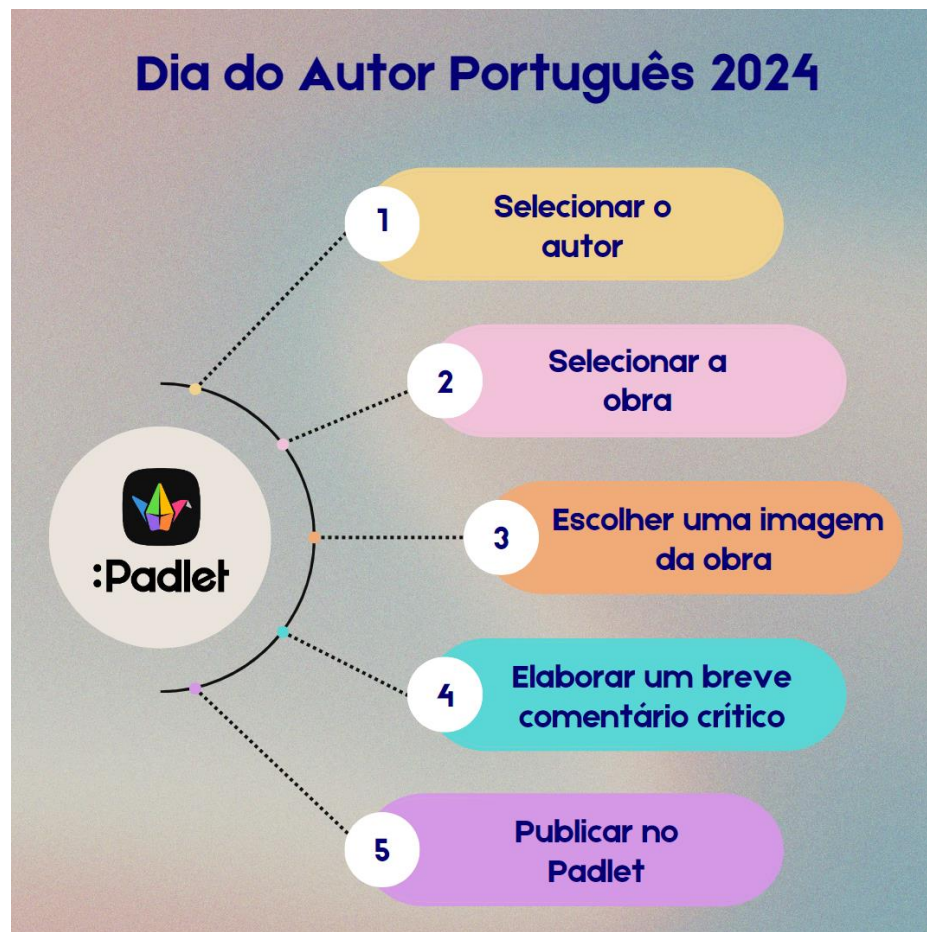 Dia do Autor Português 2024
1
Selecionar o
autor
2
Selecionar a
obra
3
Escolher uma imagem
da obra
:Padlet
4
Elaborar um breve
comentário crítico
5
Publicar no
Padlet